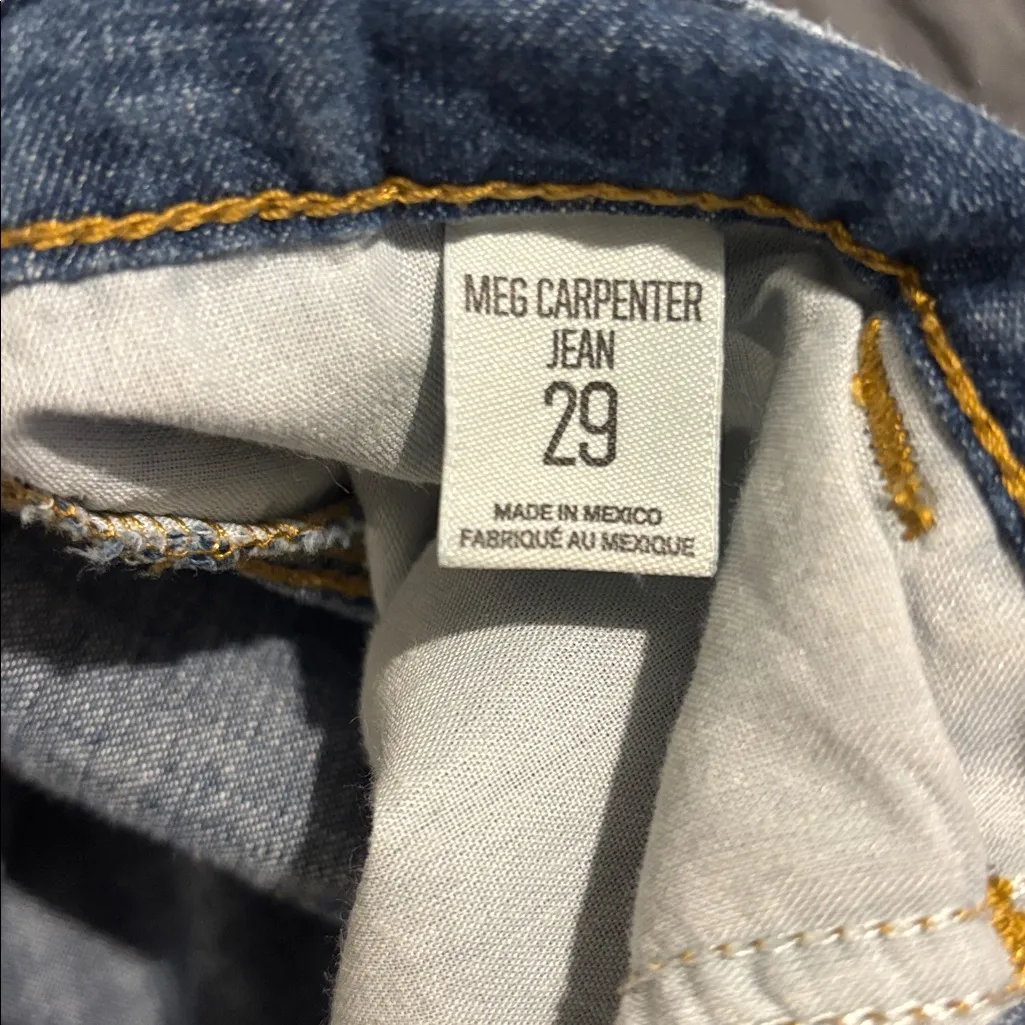 MEG CARPENTER
JEAN
29
MADE IN MEXICO
FABRIQUÉ AU MEXIQUE